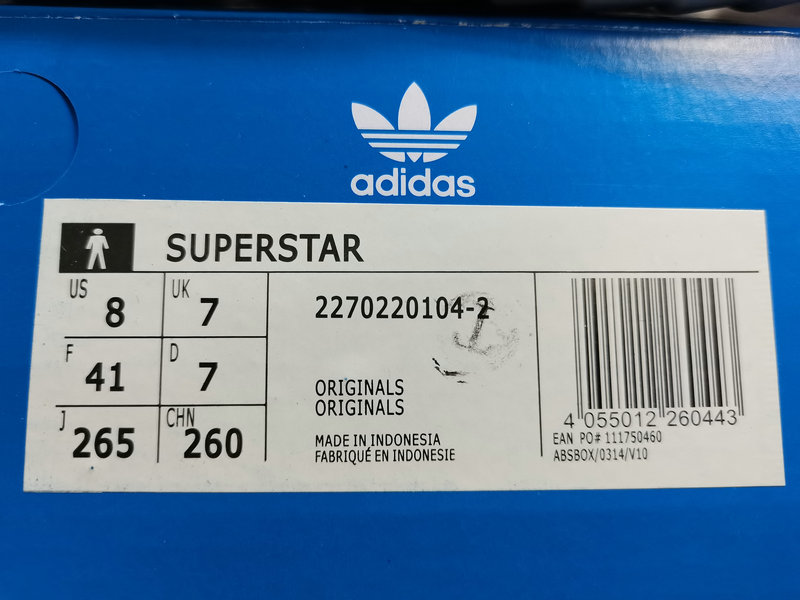 adidas
SUPERSTAR
US 8 UK 7
F 41 D 7
J 265 CHN 260
2270220104-2
ORIGINALS
ORIGINALS
MADE IN INDONESIA
FABRIQUÉ EN INDONESIE
4 055012 260443
EAN PO# 111750460
ABSBOX/0314/V10